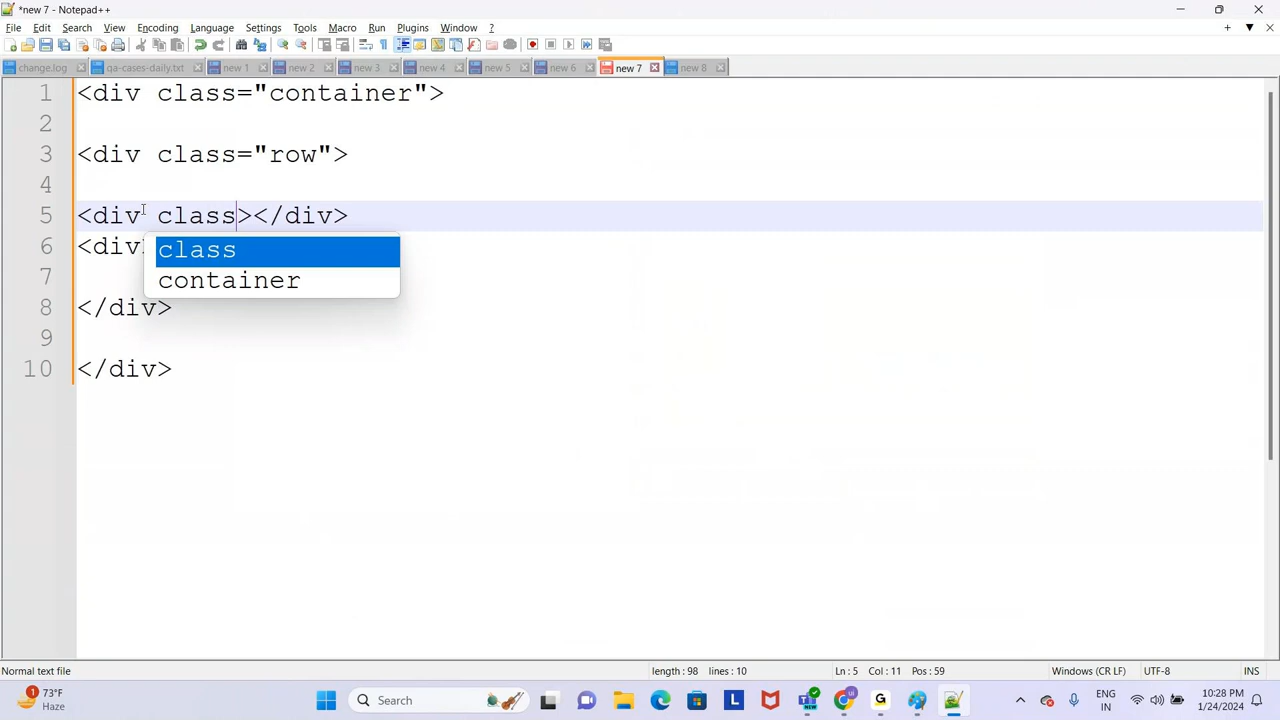 *new 7 - Notepad++
File Edit Search View Encoding Language Settings Tools Macro Run Plugins Window ?
change.log qa-cases-daily.txt new 1 new 2 new 3 new 4 new 5 new 6 new 7 new 8
1 <div class="container">
2
3 <div class="row">
4
5 <div class></div>
6 <div
class
container
7
8 </div>
9
10 </div>
Normal text file length : 98 lines : 10 Ln : 5 Col : 11 Pos : 59 Windows (CR LF) UTF-8 INS
1 73°F
Haze
Search
NEW
ui
L
G
ENG
IN
10:28 PM
1/24/2024